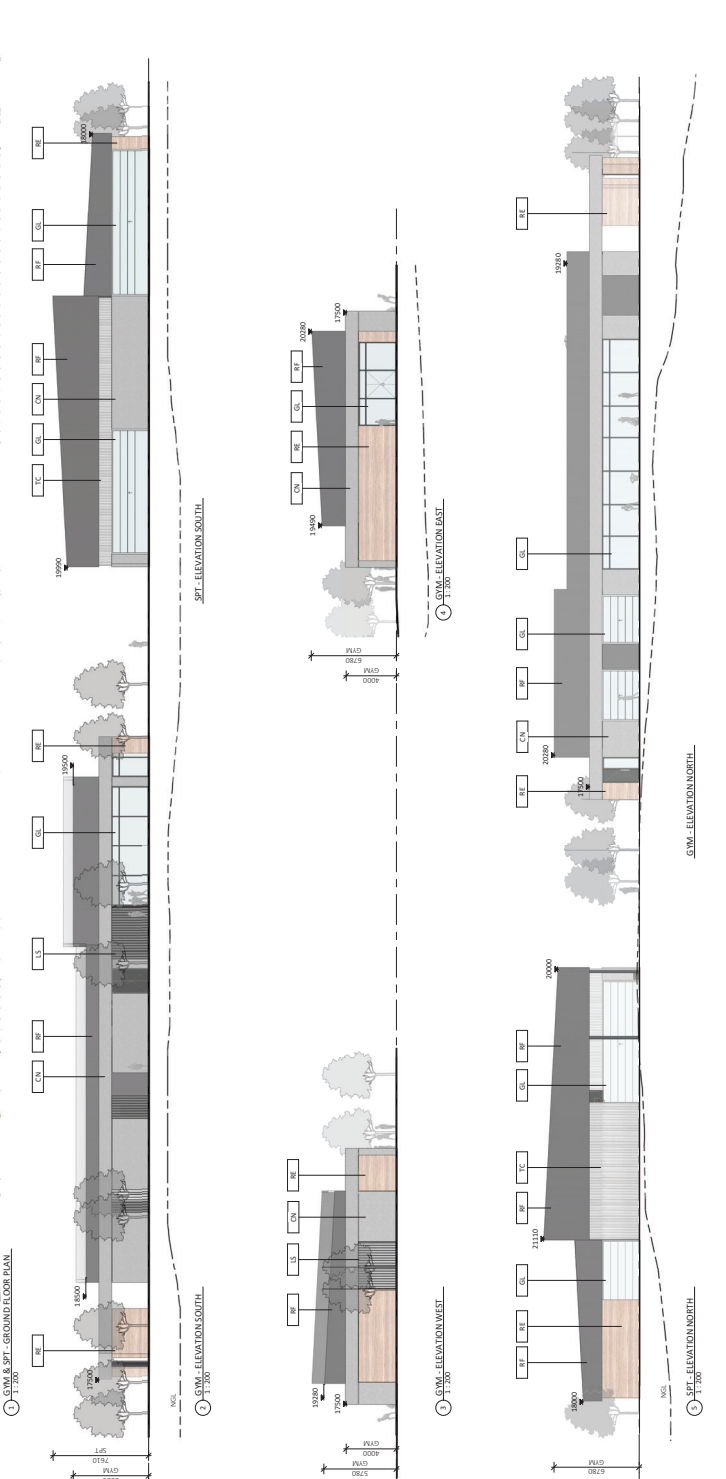 1 GYM & SPT - GROUND FLOOR PLAN
1 : 200
RE CN RF LS GL RE TC GL CN RF RF GL RE
7610
SPT
GYM
17500
18500
19500
19990
18000
NGL
2 GYM - ELEVATION SOUTH
1 : 200
SPT - ELEVATION SOUTH
RF LS CN RE
CN RE GL RF
5780
GYM
4000
GYM
19280
17500
6780
GYM
4000
GYM
19490
20280
17500
3 GYM - ELEVATION WEST
1 : 200
4 GYM - ELEVATION EAST
1 : 200
RF RE GL RF TC GL RF
RE CN RF GL GL RE
6780
GYM
18000
21110
20000
17500
20280
19280
NGL
5 SPT - ELEVATION NORTH
1 : 200
GYM - ELEVATION NORTH